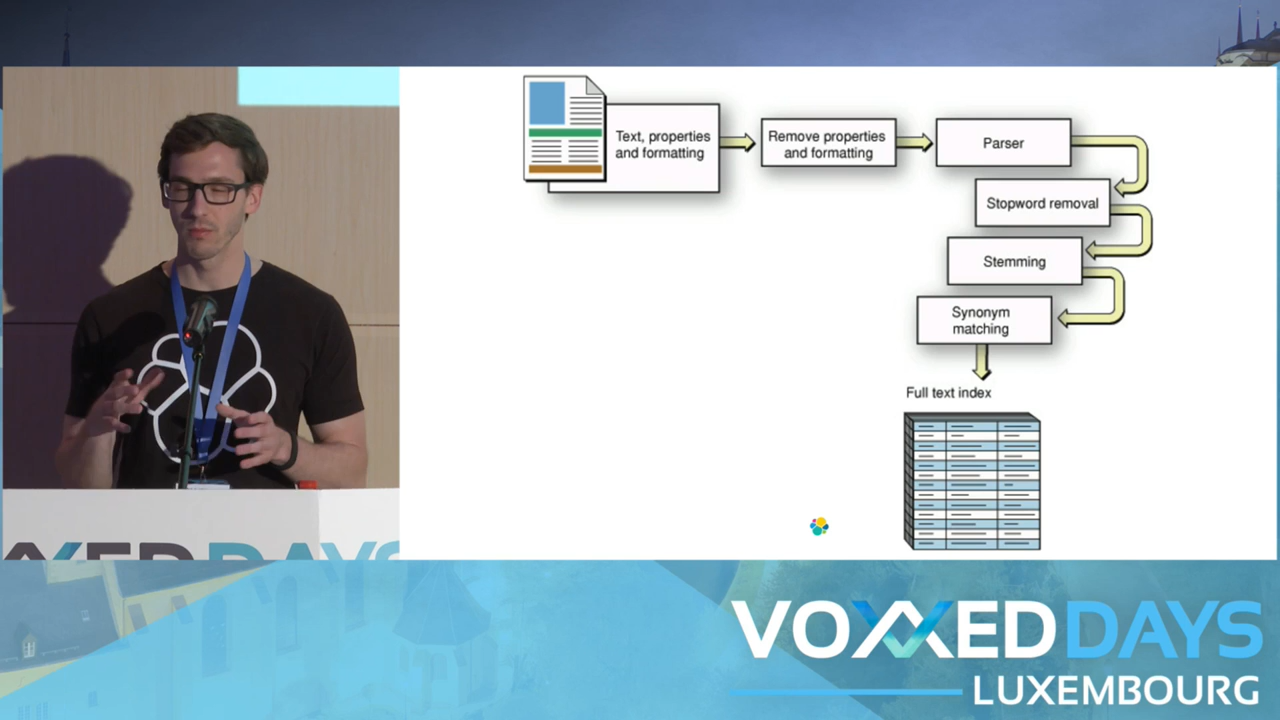 Text, properties
and formatting
Remove properties
and formatting
Parser
Stopword removal
Stemming
Synonym
matching
Full text index
VOXXED DAYS
VOXXEDDAYS
LUXEMBOURG